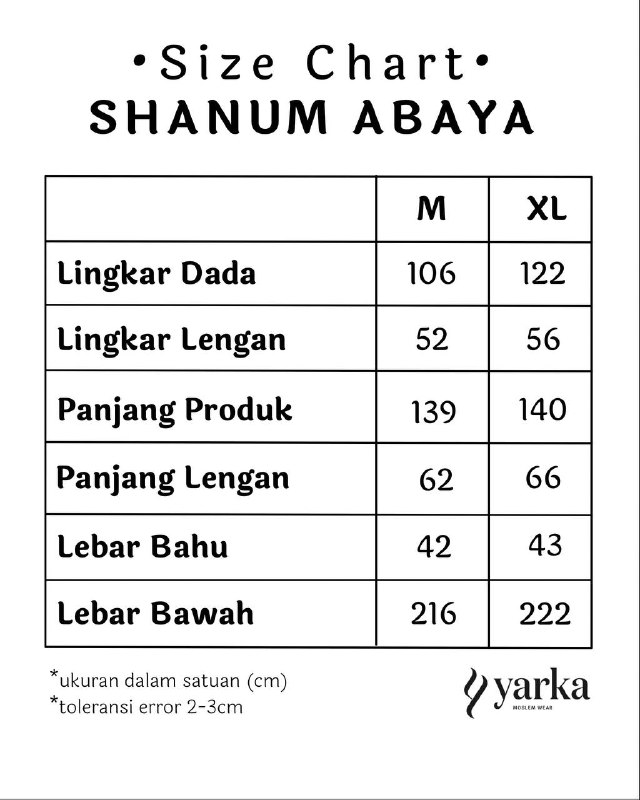 •Size Chart•
SHANUM ABAYA
M XL
Lingkar Dada 106 122
Lingkar Lengan 52 56
Panjang Produk 139 140
Panjang Lengan 62 66
Lebar Bahu 42 43
Lebar Bawah 216 222
*ukuran dalam satuan (cm)
*toleransi error 2-3cm
yarka
MOSLEM WEAR